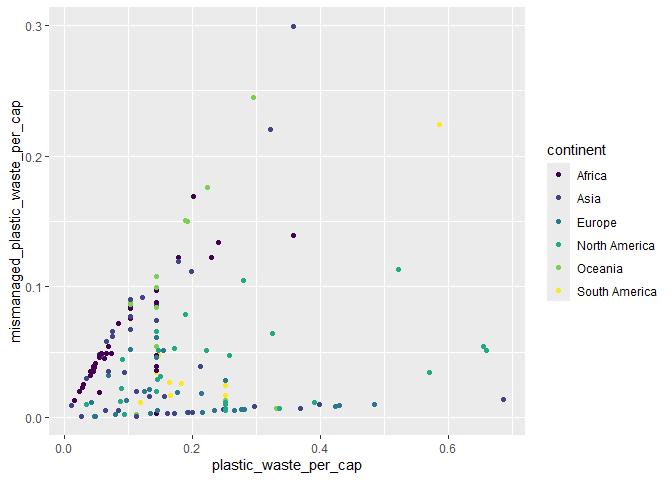 0.3
0.2
0.1
0.0
mismanaged_plastic_waste_per_cap
0.0 0.2 0.4 0.6
plastic_waste_per_cap
continent
Africa
Asia
Europe
North America
Oceania
South America